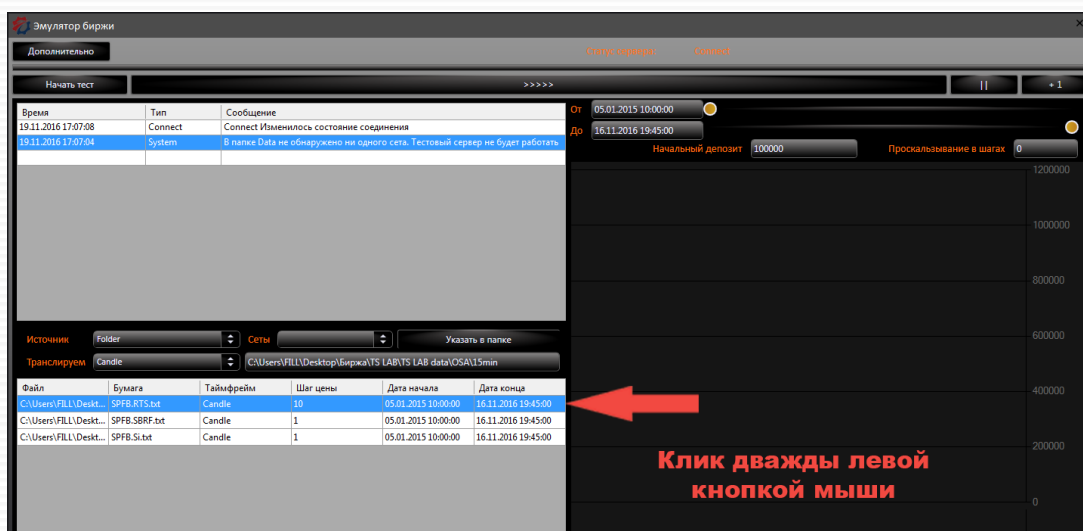 Эмулятор биржи
Дополнительно
Connect
Начать тест >>>>> || + 1
Время Тип Сообщение
19.11.2016 17:07:08 Connect Connect Изменилось состояние соединения
19.11.2016 17:07:04 System В папке Data не обнаружено ни одного сета. Тестовый сервер не будет работать
От 05.01.2015 10:00:00
До 16.11.2016 19:45:00
Начальный депозит 100000 Проскальзывание в шагах 0
1200000
1000000
800000
600000
400000
200000
0
Источник Folder Сеты Указать в папке
Транслируем Candle C:\Users\FILL\Desktop\Биржа\TS LAB\TS LAB data\OSA\15min
Файл Бумага Таймфрейм Шаг цены Дата начала Дата конца
C:\Users\FILL\Deskt... SPFB.RTS.txt Candle 10 05.01.2015 10:00:00 16.11.2016 19:45:00
C:\Users\FILL\Deskt... SPFB.SBRF.txt Candle 1 05.01.2015 10:00:00 16.11.2016 19:45:00
C:\Users\FILL\Deskt... SPFB.Si.txt Candle 1 05.01.2015 10:00:00 16.11.2016 19:45:00
Клик дважды левой
кнопкой мыши